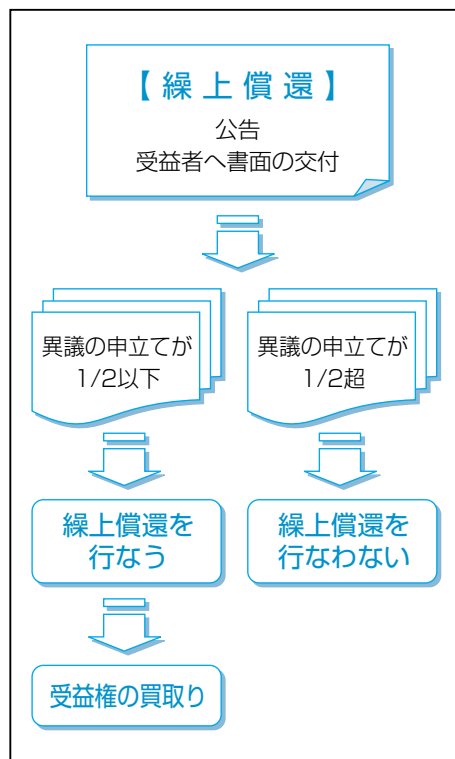 【繰上償還】
公告
受益者へ書面の交付
異議の申立てが
1/2以下
異議の申立てが
1/2超
繰上償還を
行なう
繰上償還を
行なわない
受益権の買取り